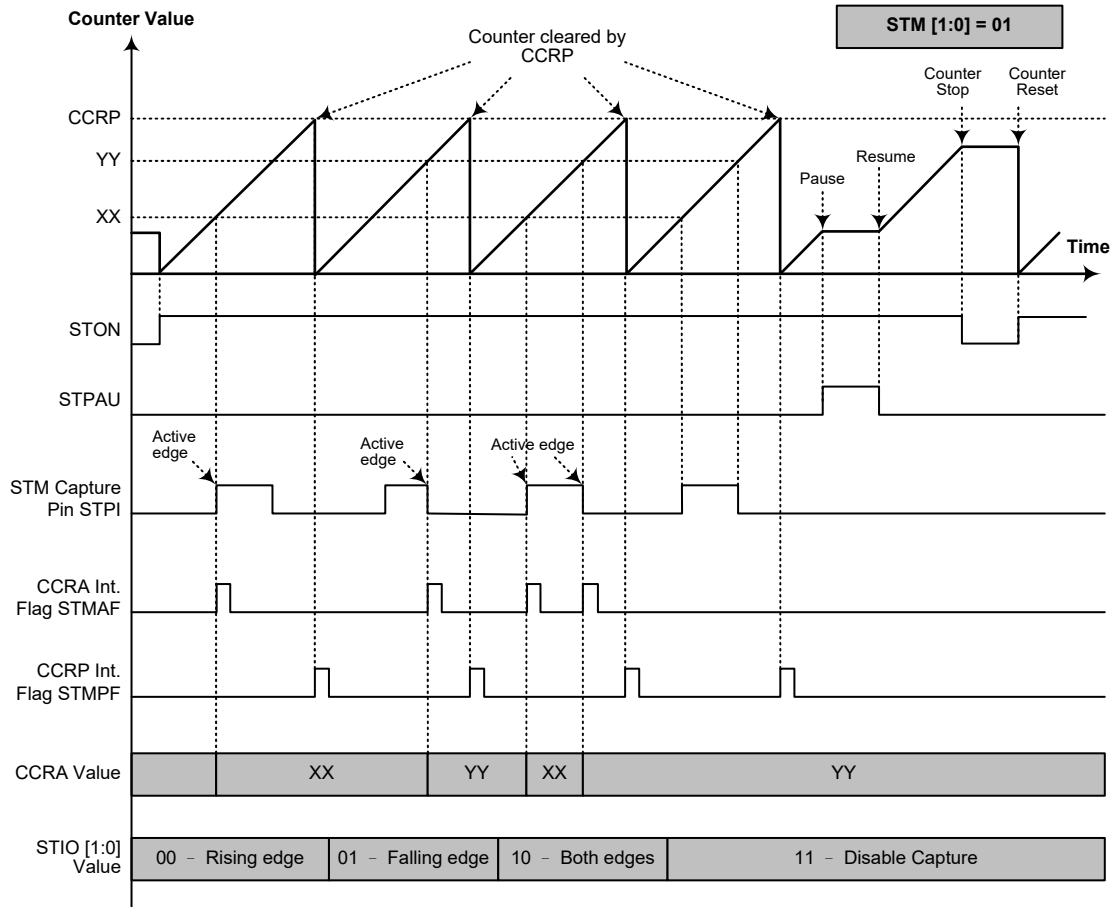 Counter Value
STM [1:0] = 01
Counter cleared by
CCRP
Counter
Stop
Counter
Reset
CCRP
YY
XX
Pause
Resume
Time
STON
STPAU
Active
edge
Active
edge
Active edge
STM Capture
Pin STPI
CCRA Int.
Flag STMAF
CCRP Int.
Flag STMPF
CCRA Value
XX
YY
XX
YY
STIO [1:0]
Value
00 – Rising edge
01 – Falling edge
10 – Both edges
11 – Disable Capture